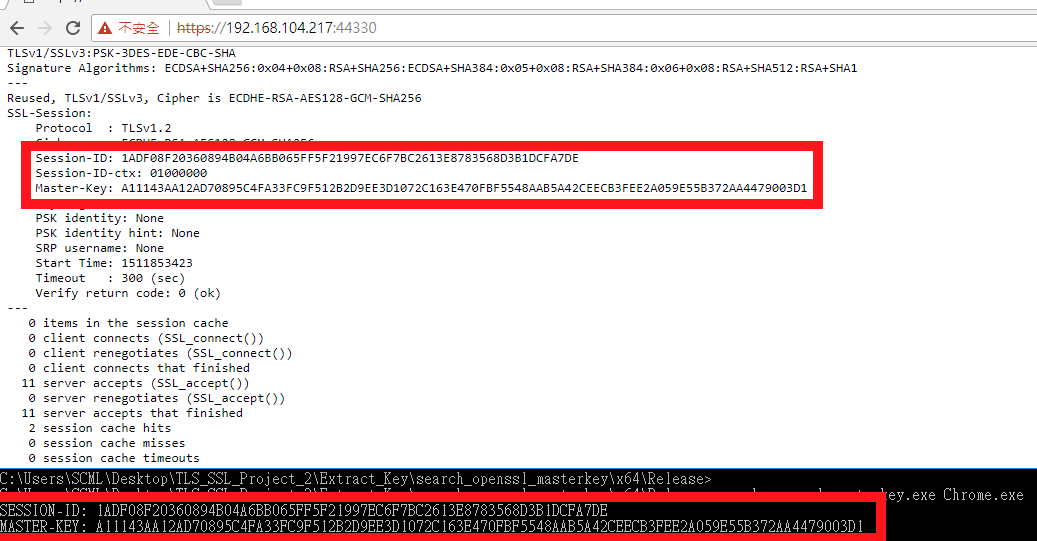 不安全 | https://192.168.104.217:44330
TLSv1/SSLv3:PSK-3DES-EDE-CBC-SHA
Signature Algorithms: ECDSA+SHA256:0x04+0x08:RSA+SHA256:ECDSA+SHA384:0x05+0x08:RSA+SHA384:0x06+0x08:RSA+SHA512:RSA+SHA1
---
Reused, TLSv1/SSLv3, Cipher is ECDHE-RSA-AES128-GCM-SHA256
SSL-Session:
Protocol : TLSv1.2
Session-ID: 1ADF08F20360894B04A6BB065FF5F21997EC6F7BC2613E8783568D3B1DCFA7DE
Session-ID-ctx: 01000000
Master-Key: A11143AA12AD70895C4FA33FC9F512B2D9EE3D1072C163E470FBF5548AAB5A42CEECB3FEE2A059E55B372AA4479003D1
PSK identity: None
PSK identity hint: None
SRP username: None
Start Time: 1511853423
Timeout : 300 (sec)
Verify return code: 0 (ok)
---
0 items in the session cache
0 client connects (SSL_connect())
0 client renegotiates (SSL_connect())
0 client connects that finished
11 server accepts (SSL_accept())
0 server renegotiates (SSL_accept())
11 server accepts that finished
2 session cache hits
0 session cache misses
0 session cache timeouts
C:\Users\SCML\Desktop\TLS_SSL_Project_2\Extract_Key\search_openssl_masterkey\x64\Release>
key.exe Chrome.exe
SESSION-ID: 1ADF08F20360894B04A6BB065FF5F21997EC6F7BC2613E8783568D3B1DCFA7DE
MASTER-KEY: A11143AA12AD70895C4FA33FC9F512B2D9EE3D1072C163E470FBF5548AAB5A42CEECB3FEE2A059E55B372AA4479003D1